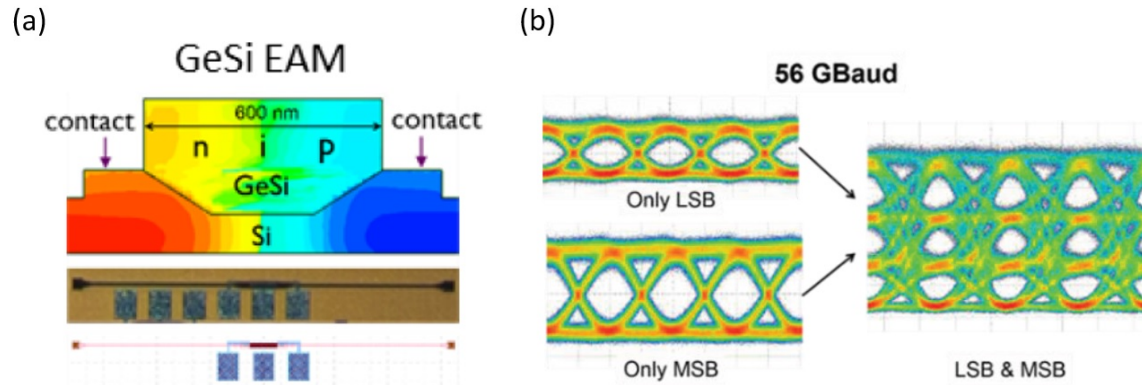 (a)
GeSi EAM
600 nm
contact
contact
n i p
GeSi
Si
(b)
56 GBaud
Only LSB
Only MSB
LSB & MSB